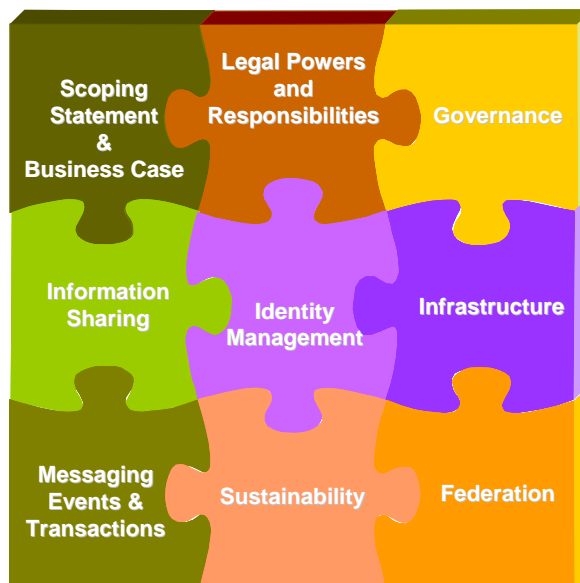 Scoping
Statement
&
Business Case
Legal Powers
and
Responsibilities
Governance
Information
Sharing
Identity
Management
Infrastructure
Messaging
Events &
Transactions
Sustainability
Federation